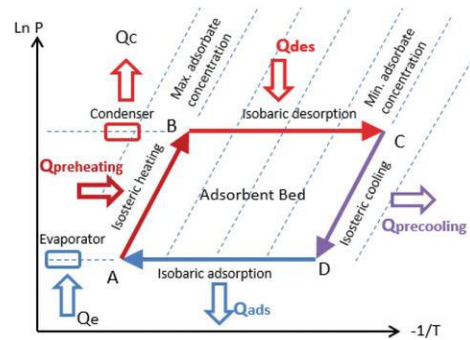 Ln P
Qc
Qdes
Max. adsorbate
concentration
Min. adsorbate
concentration
Condenser
B
Isobaric desorption
C
Qpreheating
Isosteric heating
Adsorbent Bed
Isosteric cooling
Qprecooling
Evaporator
A
Isobaric adsorption
D
Qe
Qads
-1/T